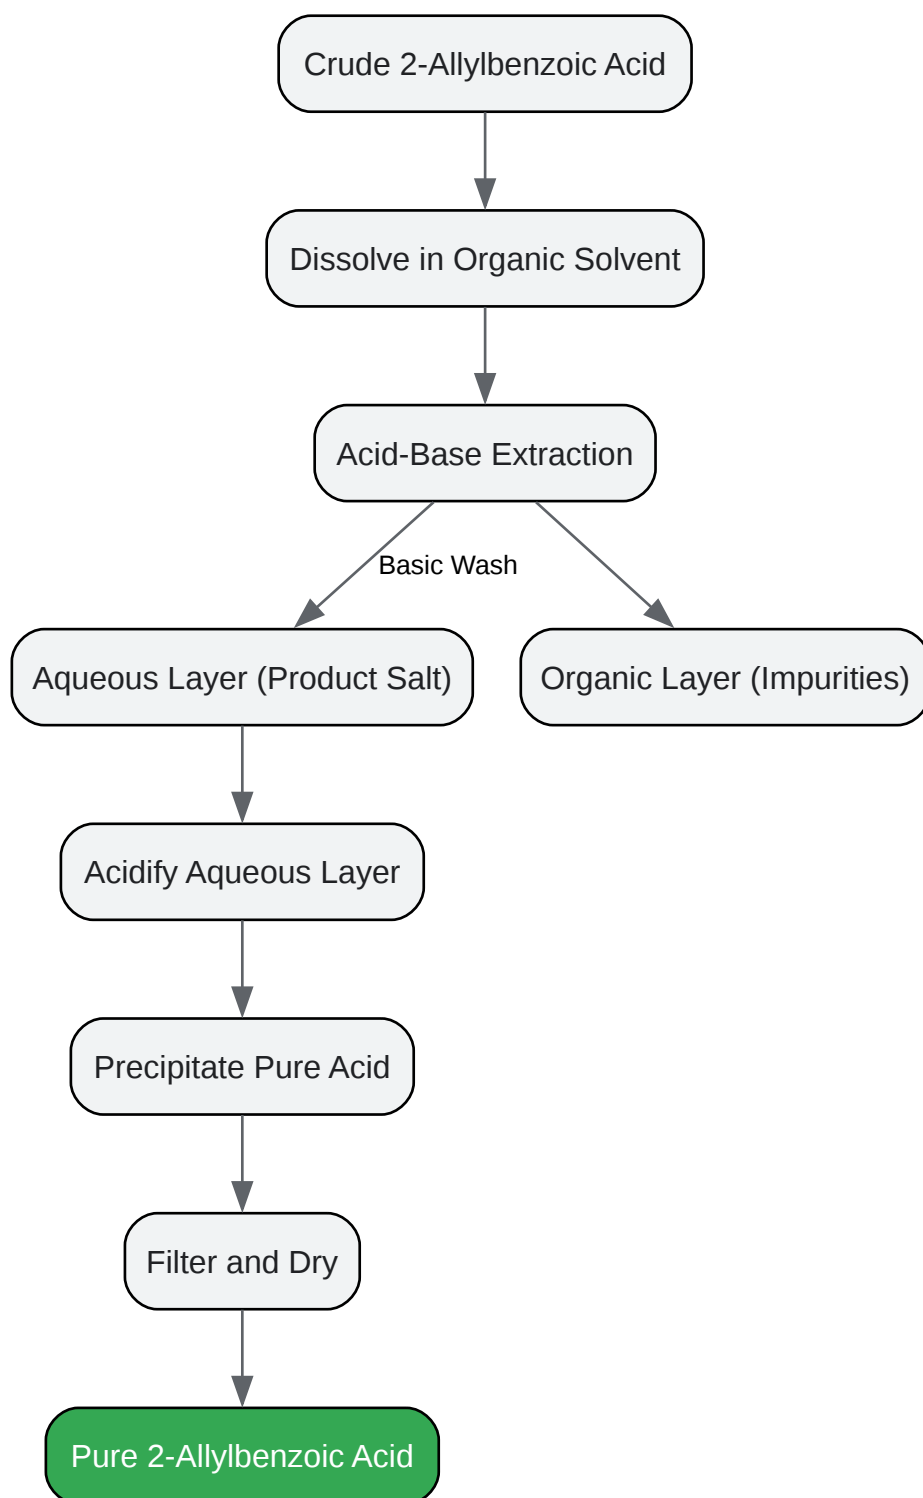 Crude 2-Allylbenzoic Acid
Dissolve in Organic Solvent
Acid-Base Extraction
Basic Wash
Aqueous Layer (Product Salt)
Organic Layer (Impurities)
Acidify Aqueous Layer
Precipitate Pure Acid
Filter and Dry
Pure 2-Allylbenzoic Acid